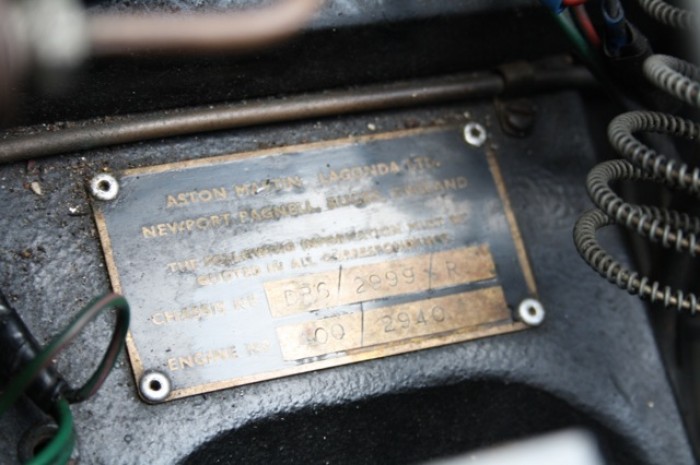 ASTON MARTIN LAGONDA LTD.
NEWPORT PAGNELL, BUCKS, ENGLAND
THE FOLLOWING INFORMATION MUST BE
QUOTED IN ALL CORRESPONDENCE
CHASSIS Nº DB6/2999/R
ENGINE Nº 400/2940